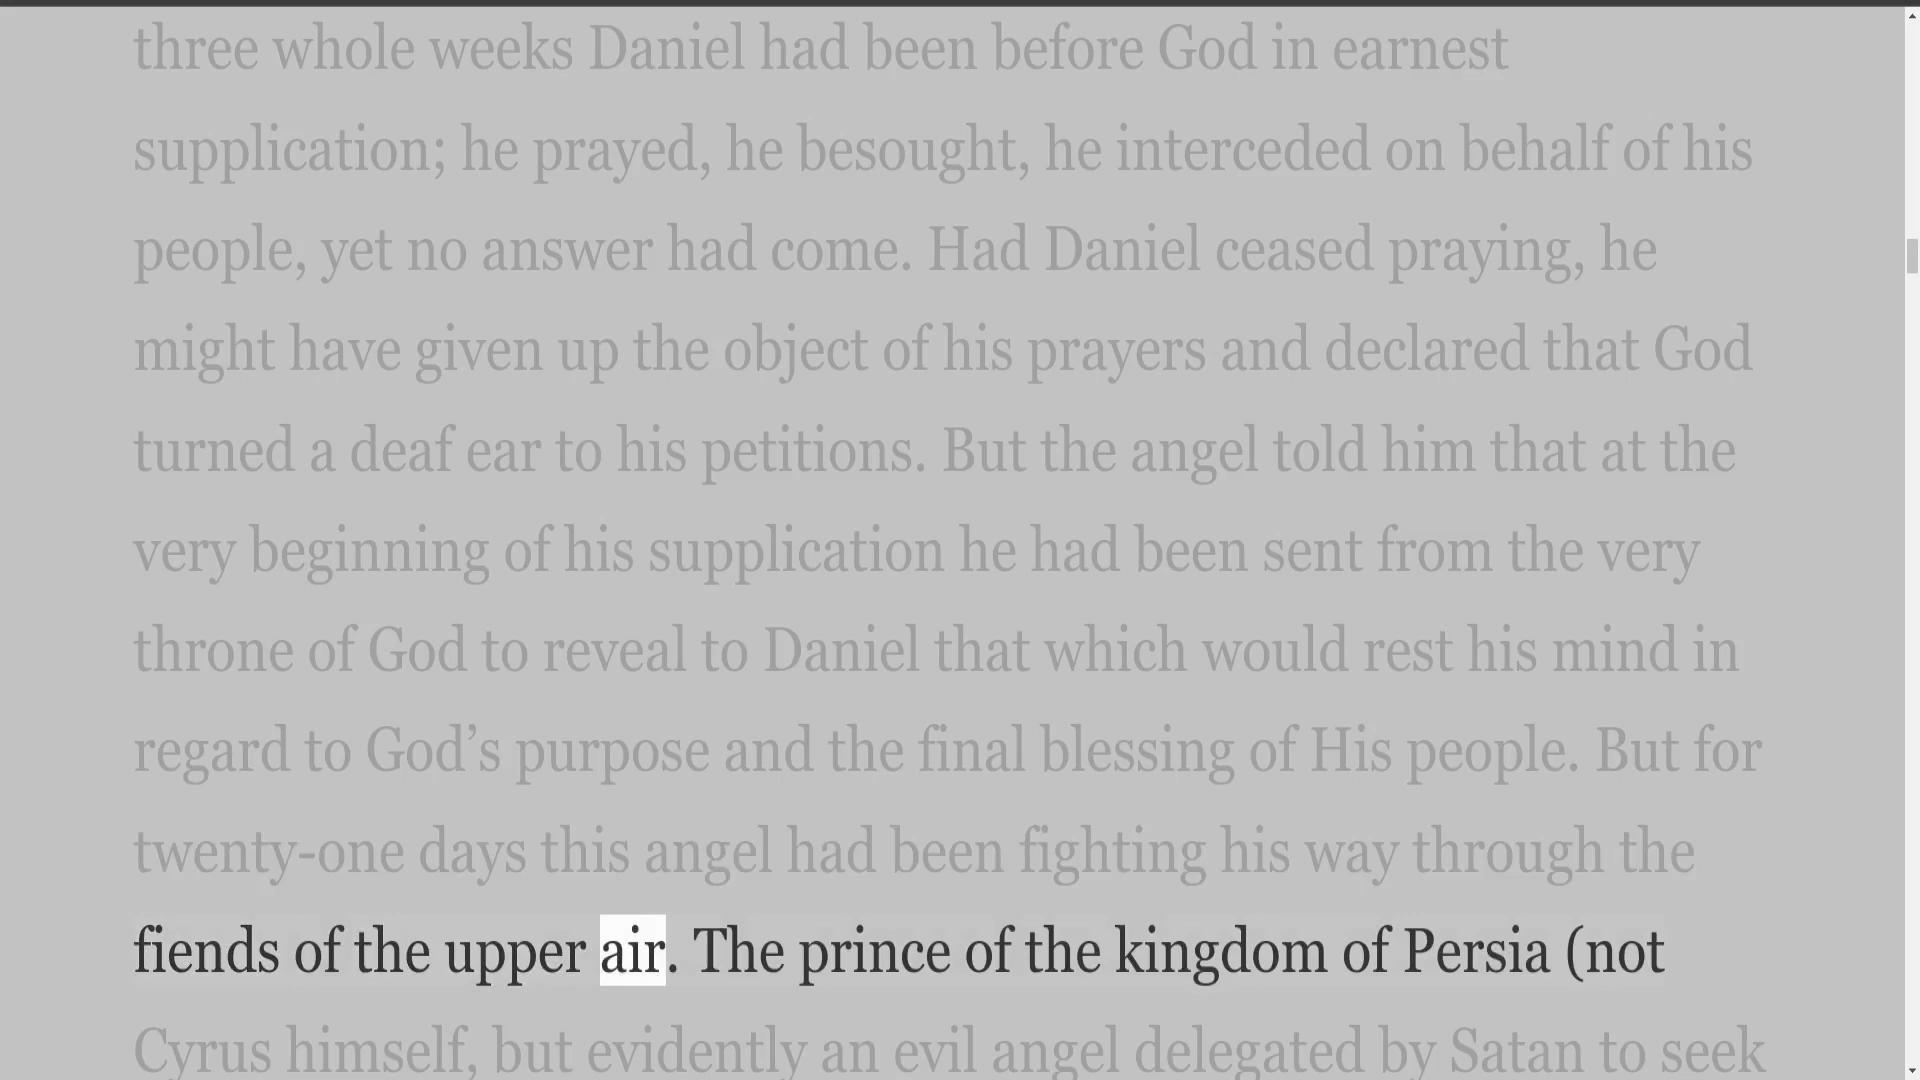 three whole weeks Daniel had been before God in earnest
supplication; he prayed, he besought, he interceded on behalf of his
people, yet no answer had come. Had Daniel ceased praying, he
might have given up the object of his prayers and declared that God
turned a deaf ear to his petitions. But the angel told him that at the
very beginning of his supplication he had been sent from the very
throne of God to reveal to Daniel that which would rest his mind in
regard to God’s purpose and the final blessing of His people. But for
twenty-one days this angel had been fighting his way through the
fiends of the upper air. The prince of the kingdom of Persia (not
Cyrus himself, but evidently an evil angel delegated by Satan to seek